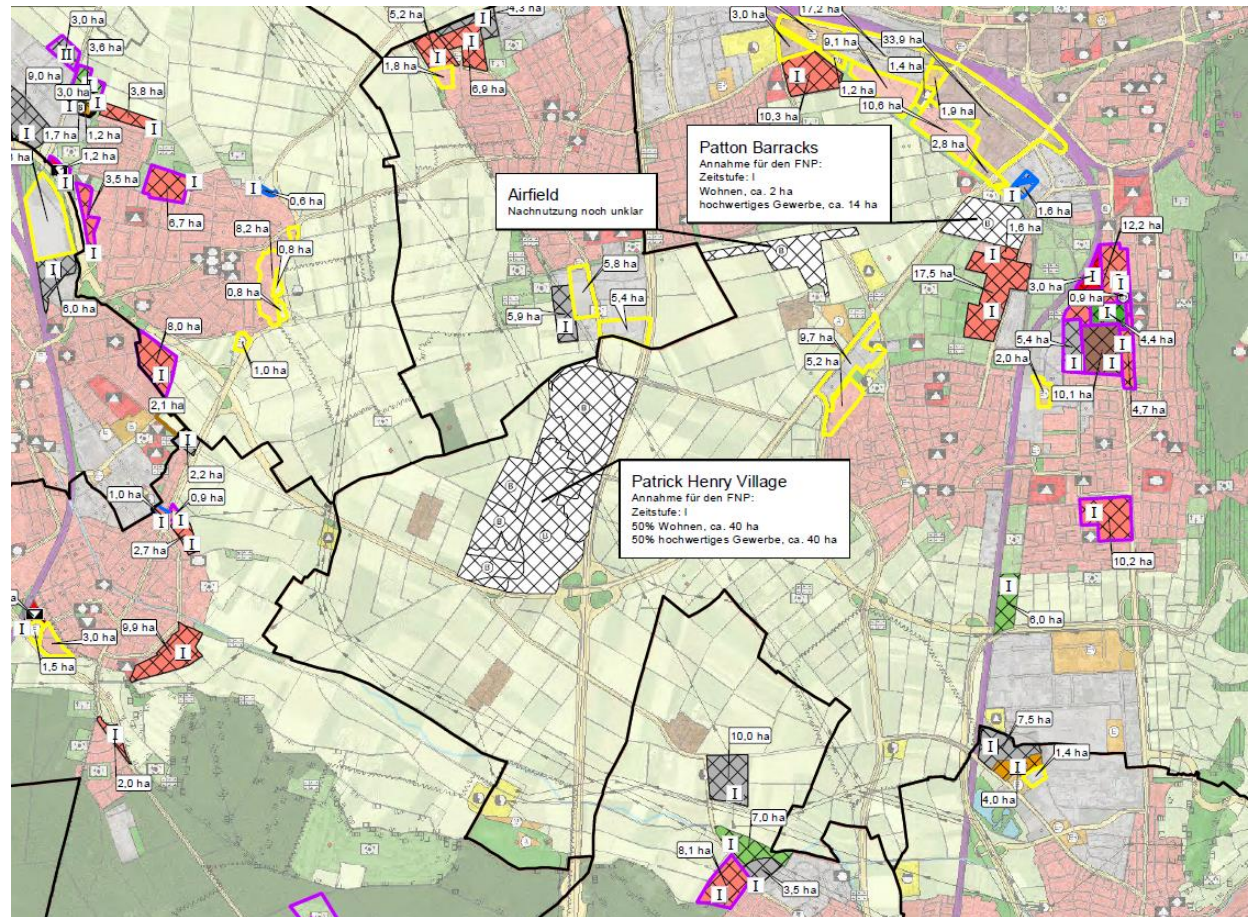 3,0 ha
3,6 ha
9,0 ha
3,0 ha
3,8 ha
1,7 ha
1,2 ha
1,2 ha
3,5 ha
6,7 ha
0,6 ha
8,2 ha
0,8 ha
0,8 ha
6,0 ha
8,0 ha
1,0 ha
2,1 ha
2,2 ha
1,0 ha
0,9 ha
2,7 ha
3,0 ha
1,5 ha
9,9 ha
2,0 ha
5,2 ha
4,3 ha
1,8 ha
6,9 ha
3,0 ha
17,2 ha
9,1 ha
33,9 ha
1,4 ha
1,2 ha
10,3 ha
10,6 ha
1,9 ha
2,8 ha
Patton Barracks
Annahme für den FNP:
Zeitstufe: I
Wohnen, ca. 2 ha
hochwertiges Gewerbe, ca. 14 ha
Airfield
Nachnutzung noch unklar
1,6 ha
1,6 ha
12,2 ha
17,5 ha
3,0 ha
0,9 ha
4,4 ha
5,4 ha
2,0 ha
10,1 ha
4,7 ha
5,8 ha
5,4 ha
5,9 ha
9,7 ha
5,2 ha
Patrick Henry Village
Annahme für den FNP:
Zeitstufe: I
50% Wohnen, ca. 40 ha
50% hochwertiges Gewerbe, ca. 40 ha
10,2 ha
6,0 ha
7,5 ha
1,4 ha
4,0 ha
10,0 ha
7,0 ha
8,1 ha
3,5 ha